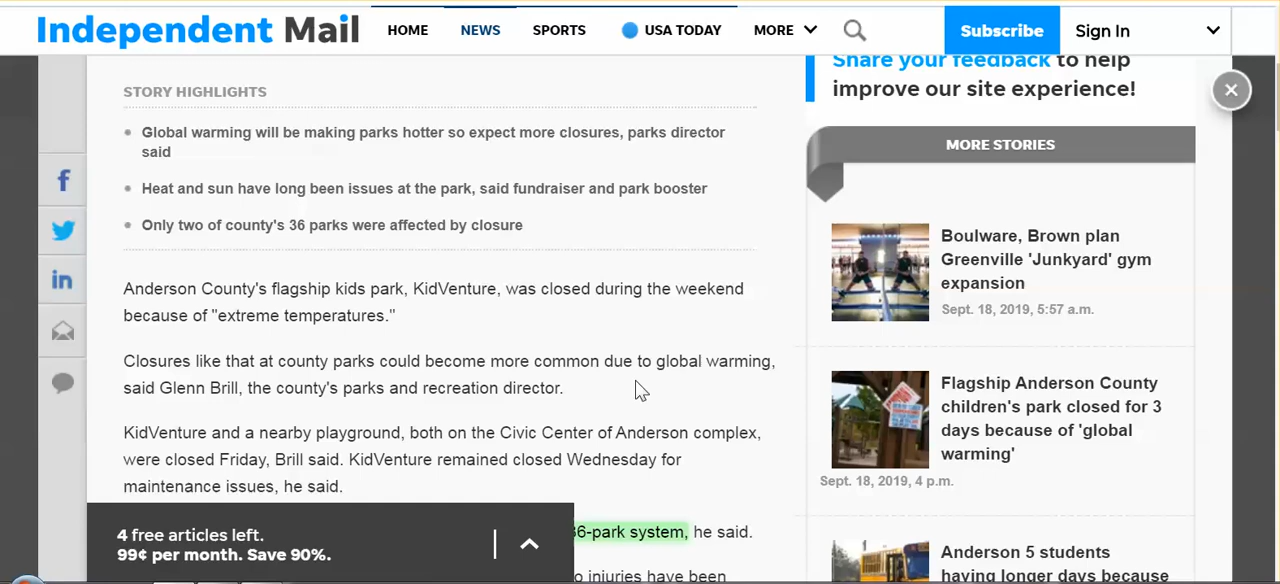 Independent Mail
HOME
NEWS
SPORTS
USA TODAY
MORE
Subscribe
Sign In
STORY HIGHLIGHTS
Global warming will be making parks hotter so expect more closures, parks director
said
Heat and sun have long been issues at the park, said fundraiser and park booster
Only two of county's 36 parks were affected by closure
Anderson County's flagship kids park, KidVenture, was closed during the weekend
because of "extreme temperatures."
Closures like that at county parks could become more common due to global warming,
said Glenn Brill, the county's parks and recreation director.
KidVenture and a nearby playground, both on the Civic Center of Anderson complex,
were closed Friday, Brill said. KidVenture remained closed Wednesday for
maintenance issues, he said.
36-park system, he said.
o injuries have been
4 free articles left.
99¢ per month. Save 90%.
Share your feedback to help
improve our site experience!
MORE STORIES
Boulware, Brown plan
Greenville 'Junkyard' gym
expansion
Sept. 18, 2019, 5:57 a.m.
Flagship Anderson County
children's park closed for 3
days because of 'global
warming'
Sept. 18, 2019, 4 p.m.
Anderson 5 students
having longer days because